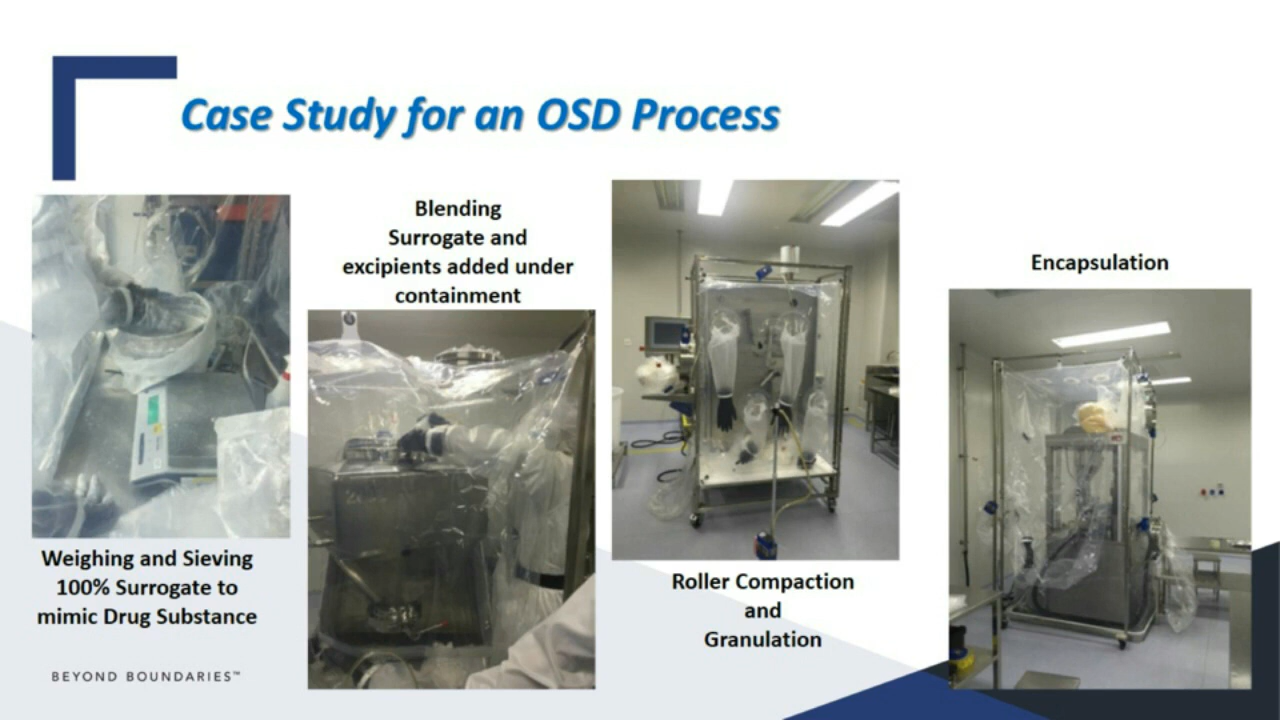 Case Study for an OSD Process
Blending
Surrogate and
excipients added under
containment
Encapsulation
Weighing and Sieving
100% Surrogate to
mimic Drug Substance
Roller Compaction
and
Granulation
BEYOND BOUNDARIES™